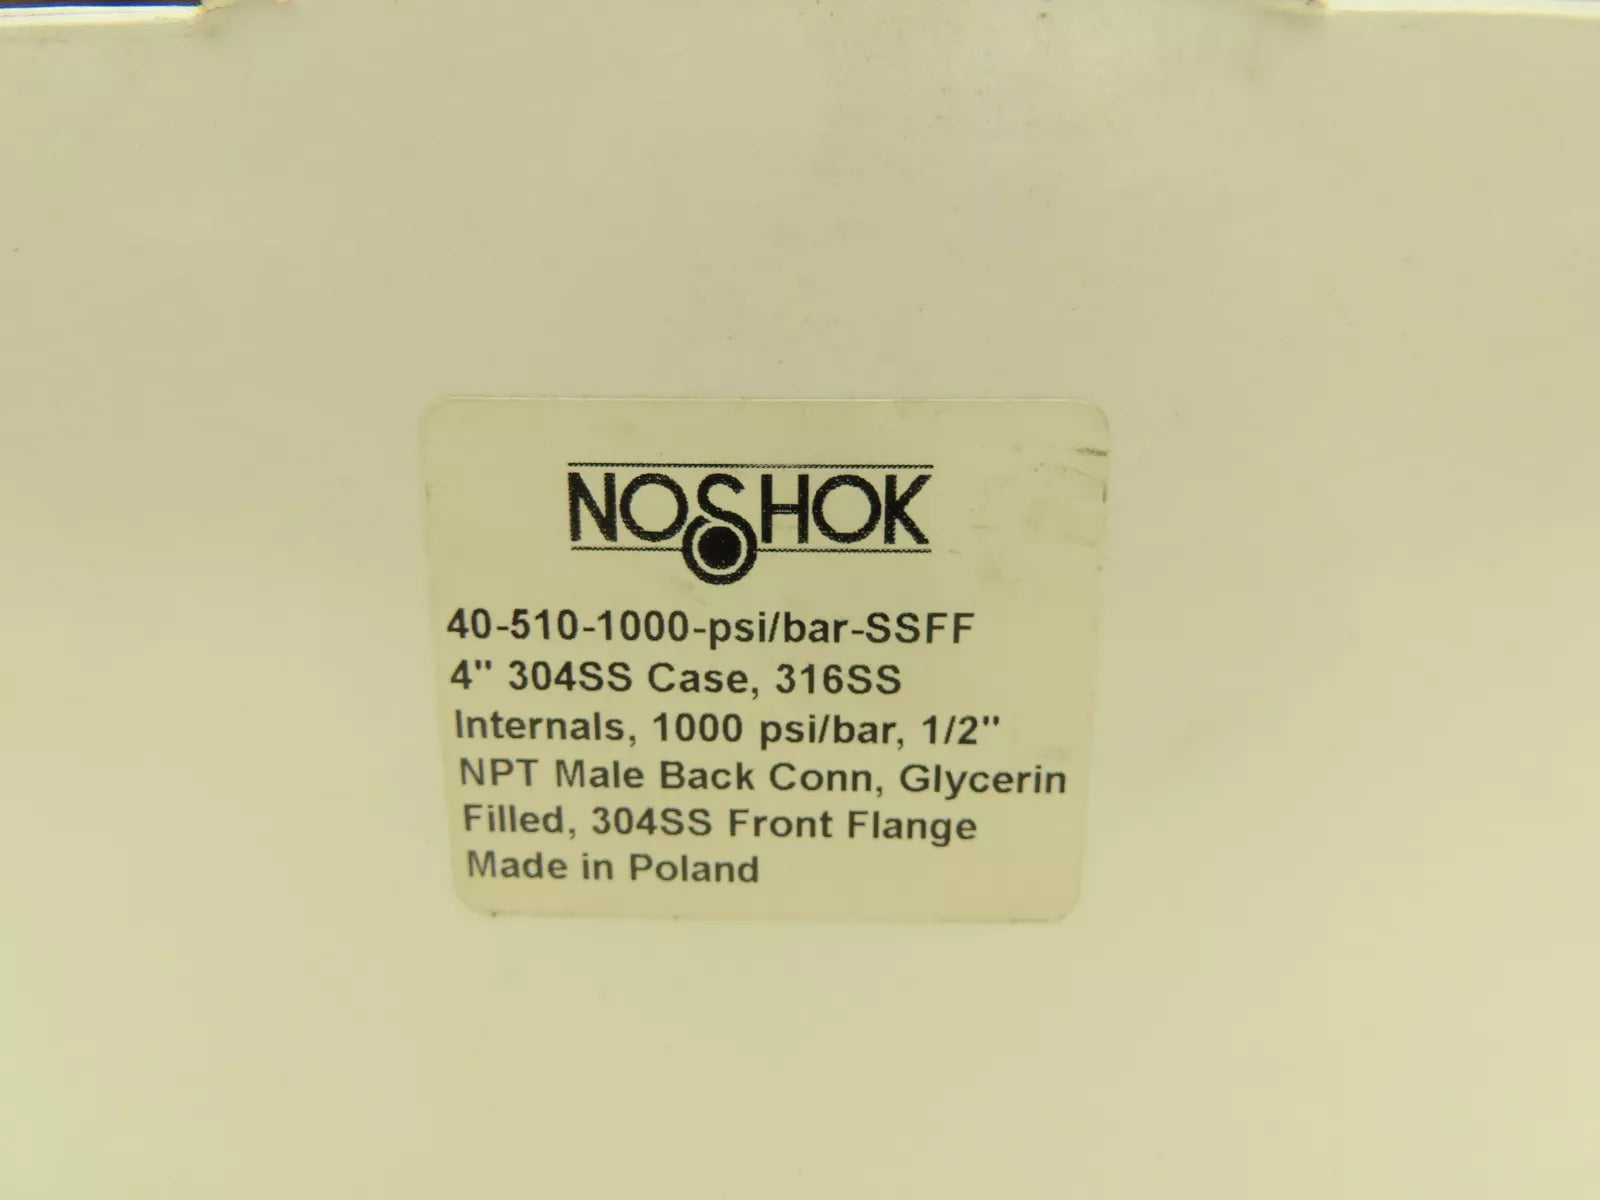 NOSHOK
40-510-1000-psi/bar-SSFF
4" 304SS Case, 316SS
Internals, 1000 psi/bar, 1/2"
NPT Male Back Conn, Glycerin
Filled, 304SS Front Flange
Made in Poland